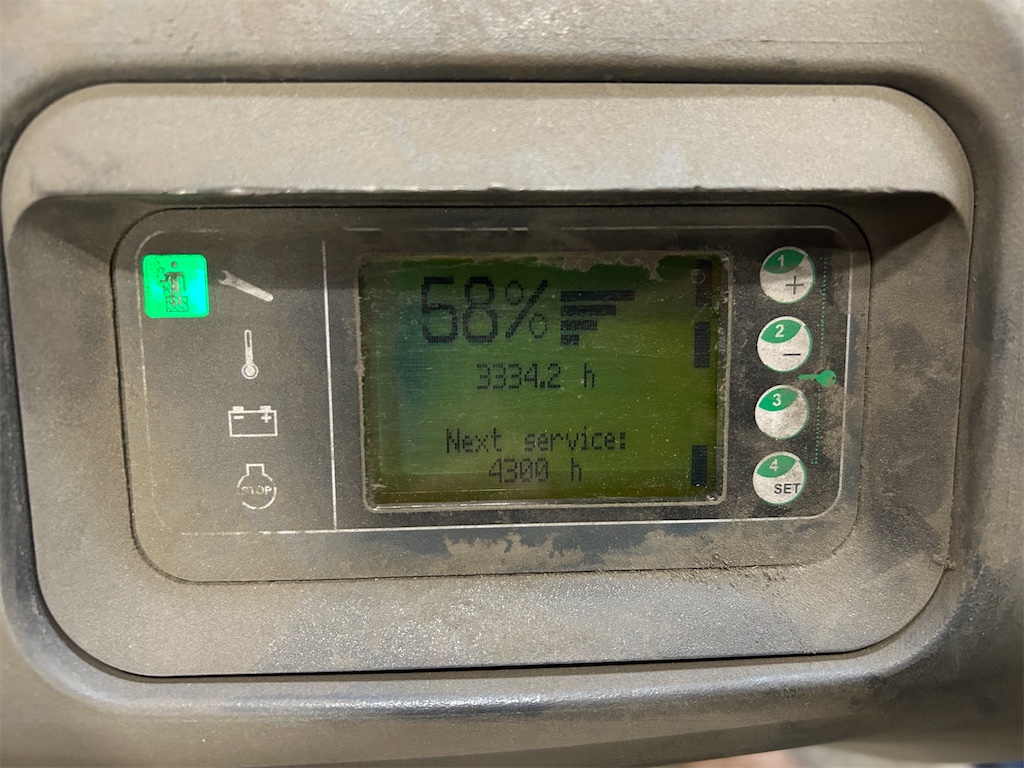 58%
3334.2 h
Next service:
4300 h
STOP
1
+
2
−
3
4
SET